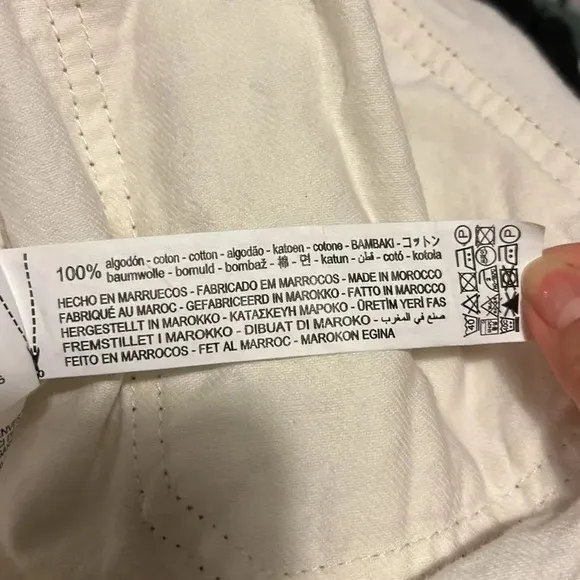 100% algodón - coton - cotton - algodão - katoen - cotone - BAMBAKI - コットン
baumwolle - bomuld - bombaž - 棉 - 면 - katun - قطن - cotó - kotola
HECHO EN MARRUECOS - FABRICADO EM MARROCOS - MADE IN MOROCCO
FABRIQUÉ AU MAROC - GEFABRICEERD IN MAROKKO - FATTO IN MAROCCO
HERGESTELLT IN MAROKKO - ΚΑΤΑΣΚΕΥΗ ΜΑΡΟΚΟ - ÜRETİM YERİ FAS
FREMSTILLET I MAROKKO - DIBUAT DI MAROKO - صنع في المغرب
FEITO EN MARROCOS - FET AL MARROC - MAROKON EGINA